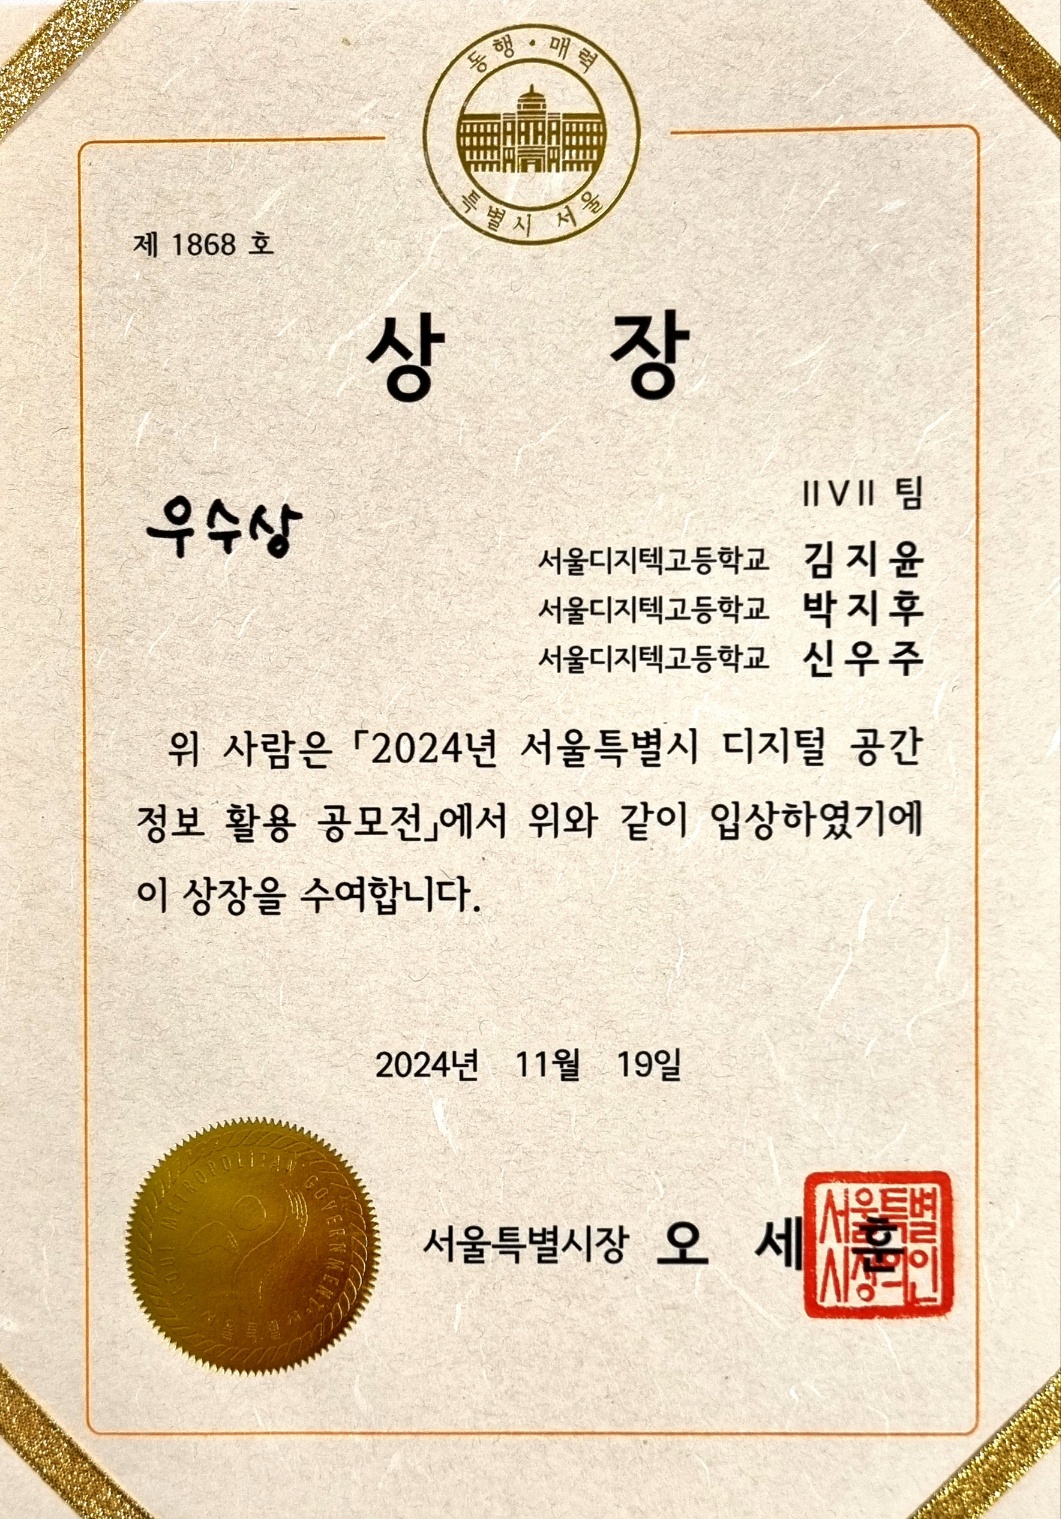 동행·매력
특별시 서울
제 1868 호
상 장
우수상
IIVII 팀
서울디지텍고등학교 김지윤
서울디지텍고등학교 박지후
서울디지텍고등학교 신우주
위 사람은 「2024년 서울특별시 디지털 공간
정보 활용 공모전」에서 위와 같이 입상하였기에
이 상장을 수여합니다.
2024년 11월 19일
METROPOLITAN GOVERNMENT
서울특별시장 오세훈
서울특별
시장의인